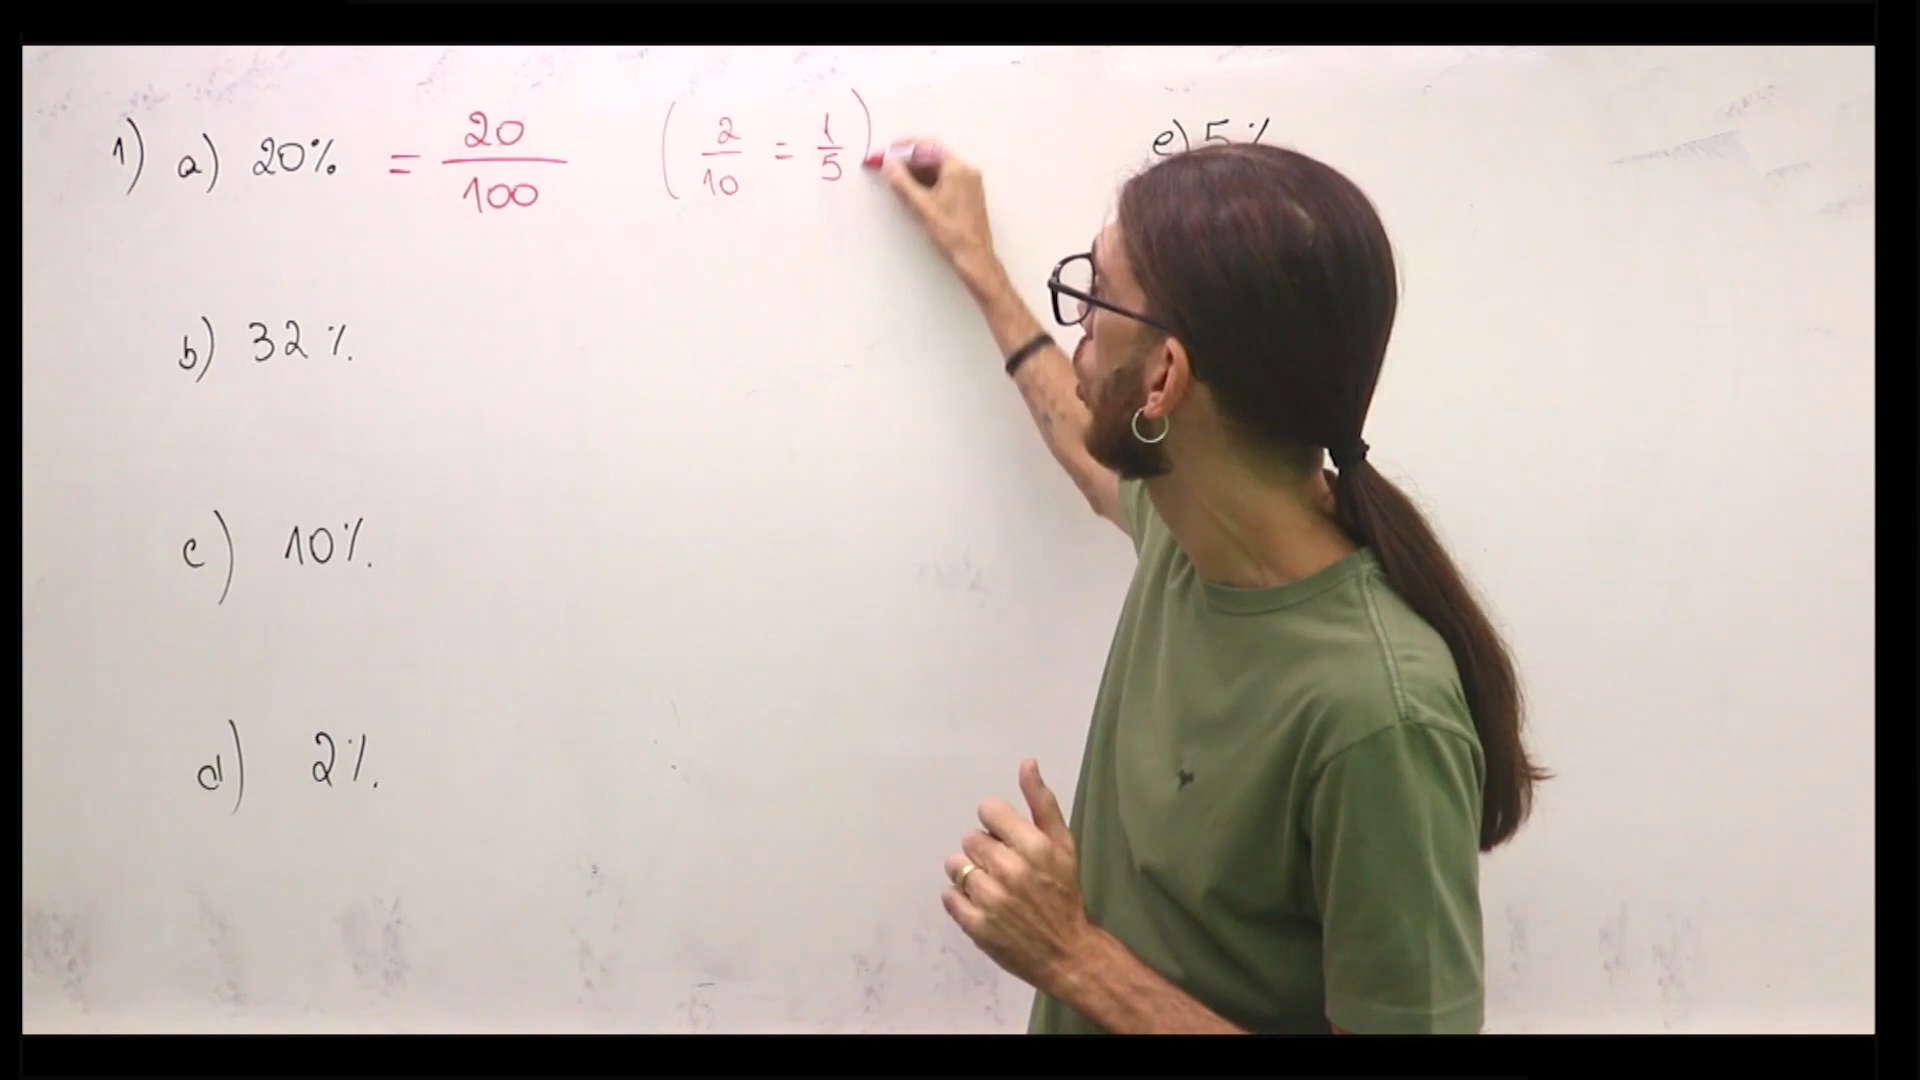 1) a) 20% = 20/100 ( 2/10 = 1/5 )
b) 32%
c) 10%
d) 2%
e) 5%